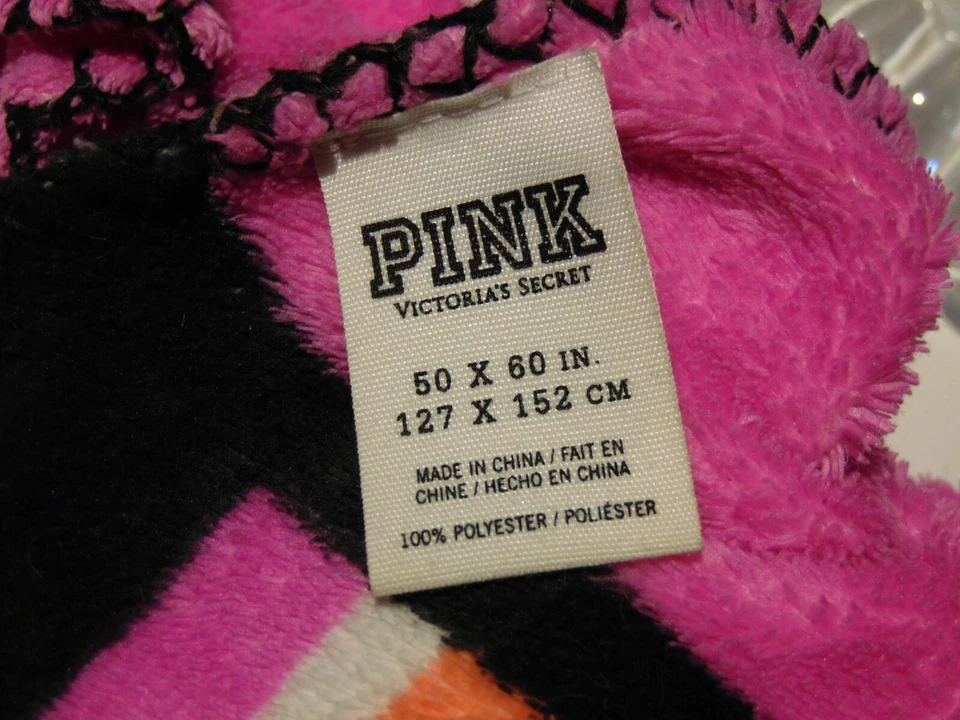 PINK
VICTORIA'S SECRET
50 X 60 IN.
127 X 152 CM
MADE IN CHINA / FAIT EN
CHINE / HECHO EN CHINA
100% POLYESTER / POLIÉSTER